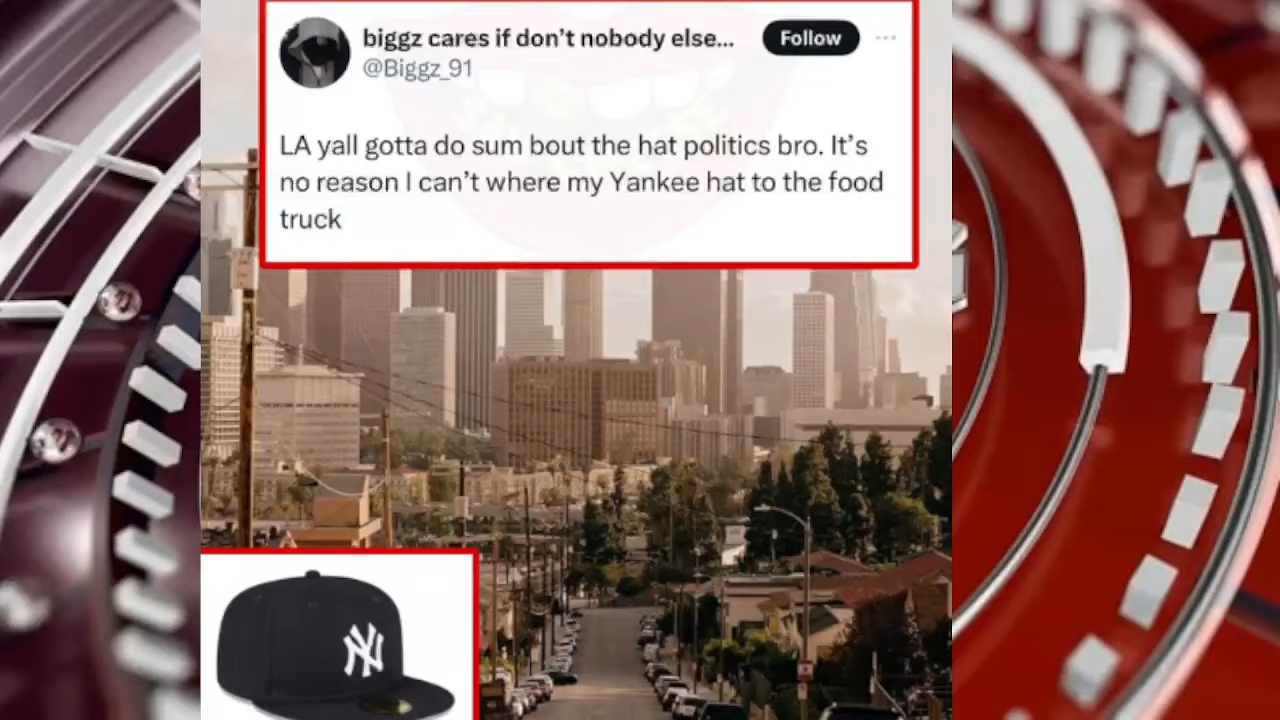 biggz cares if don’t nobody else...
Follow
@Biggz_91
LA yall gotta do sum bout the hat politics bro. It’s
no reason I can’t where my Yankee hat to the food
truck
NY